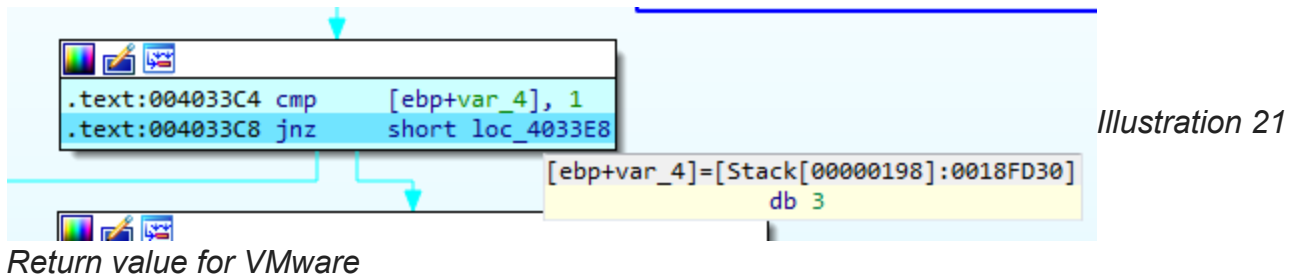 .text:004033C4 cmp [ebp+var_4], 1
.text:004033C8 jnz short loc_4033E8
Illustration 21
[ebp+var_4]=[Stack[00000198]:0018FD30]
db 3
Return value for VMware